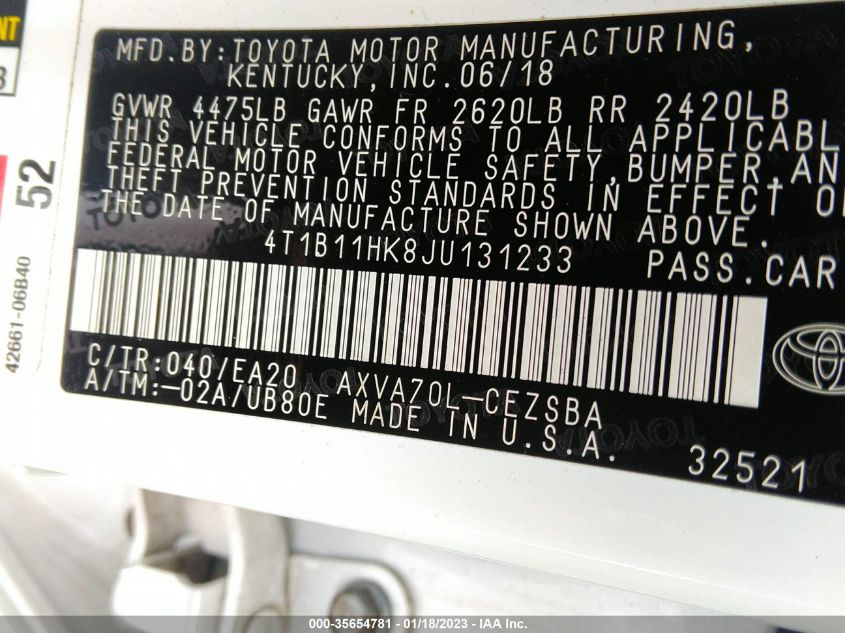 NT
3
52
42661-06B40
MFD.BY:TOYOTA MOTOR MANUFACTURING,
KENTUCKY,INC.06/18
GVWR 4475LB GAWR FR 2620LB RR 2420LB
THIS VEHICLE CONFORMS TO ALL APPLICABL
FEDERAL MOTOR VEHICLE SAFETY,BUMPER,AN
THEFT PREVENTION STANDARDS IN EFFECT O
THE DATE OF MANUFACTURE SHOWN ABOVE.
4T1B11HK8JU131233 PASS.CAR
C/TR:040/EA20 AXVA70L-CEZSBA
A/TM:-02A/UB80E MADE IN U.S.A.
32521
000-35654781 - 01/18/2023 - IAA Inc.